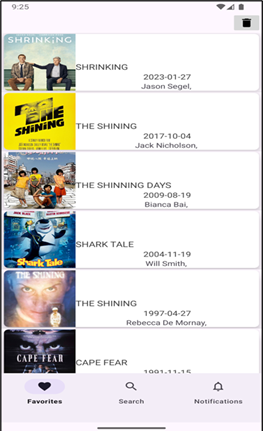 9:25
SHRINKING
SHRINKING
2023-01-27
Jason Segel,
THE SHINING
THE SHINING
2017-10-04
Jack Nicholson,
THE SHINNING DAYS
2009-08-19
Bianca Bai,
Shark Tale
SHARK TALE
2004-11-19
Will Smith,
THE SHINING
THE SHINING
1997-04-27
Rebecca De Mornay,
CAPE FEAR
CAPE FEAR
1991-11-15
Favorites
Search
Notifications